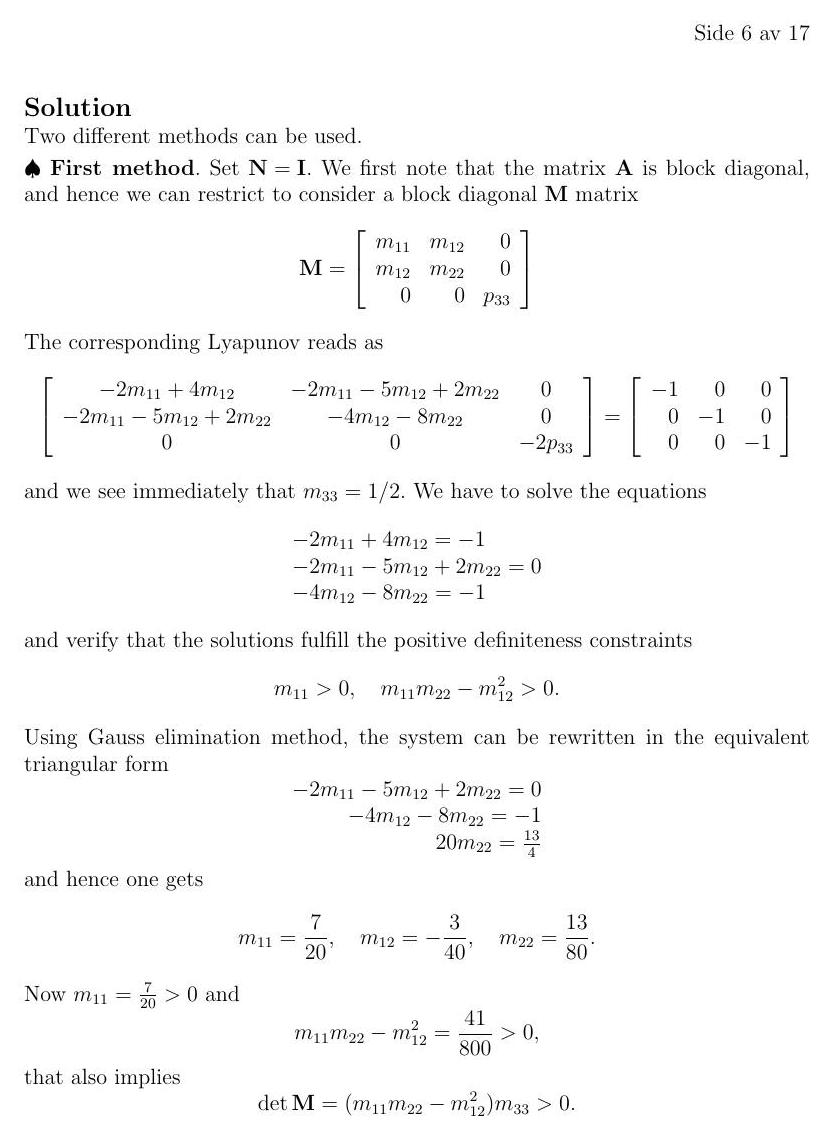 Side 6 av 17
Solution
Two different methods can be used.
♠ First method. Set N = I. We first note that the matrix A is block diagonal,
and hence we can restrict to consider a block diagonal M matrix
M = [ m₁₁ m₁₂ 0
m₁₂ m₂₂ 0
0 0 p₃₃ ]
The corresponding Lyapunov reads as
[ −2m₁₁ + 4m₁₂ −2m₁₁ − 5m₁₂ + 2m₂₂ 0 ] [ −1 0 0 ]
[ −2m₁₁ − 5m₁₂ + 2m₂₂ −4m₁₂ − 8m₂₂ 0 ] = [ 0 −1 0 ]
[ 0 0 −2p₃₃ ] [ 0 0 −1 ]
and we see immediately that m₃₃ = 1/2. We have to solve the equations
−2m₁₁ + 4m₁₂ = −1
−2m₁₁ − 5m₁₂ + 2m₂₂ = 0
−4m₁₂ − 8m₂₂ = −1
and verify that the solutions fulfill the positive definiteness constraints
m₁₁ > 0, m₁₁m₂₂ − m₁₂² > 0.
Using Gauss elimination method, the system can be rewritten in the equivalent
triangular form
−2m₁₁ − 5m₁₂ + 2m₂₂ = 0
−4m₁₂ − 8m₂₂ = −1
20m₂₂ = 13/4
and hence one gets
m₁₁ = 7/20, m₁₂ = −3/40, m₂₂ = 13/80.
Now m₁₁ = 7/20 > 0 and
m₁₁m₂₂ − m₁₂² = 41/800 > 0,
that also implies
det M = (m₁₁m₂₂ − m₁₂²)m₃₃ > 0.